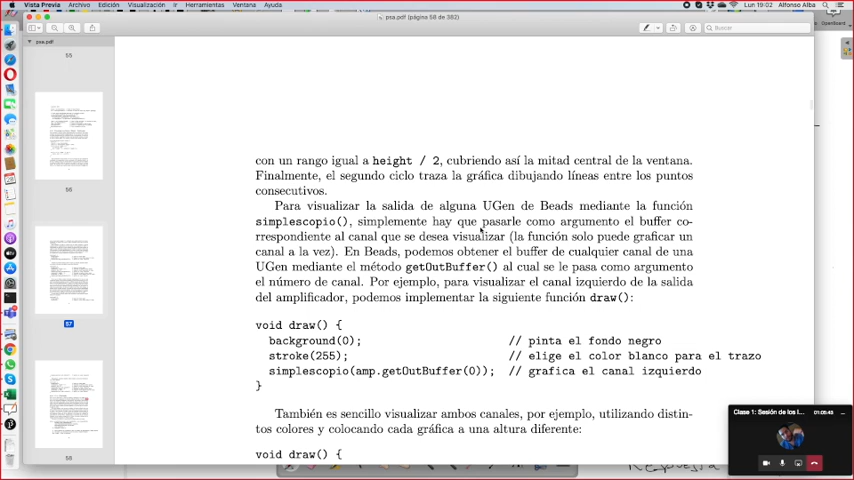 Vista Previa Archivo Edición Visualización Ir Herramientas Ventana Ayuda
Lun 19:02 Alfonso Alba
psa.pdf (página 58 de 382)
Buscar
OpenBoard
psa.pdf
55
56
57
58
con un rango igual a height / 2, cubriendo así la mitad central de la ventana.
Finalmente, el segundo ciclo traza la gráfica dibujando líneas entre los puntos
consecutivos.
Para visualizar la salida de alguna UGen de Beads mediante la función
simplescopio(), simplemente hay que pasarle como argumento el buffer co-
rrespondiente al canal que se desea visualizar (la función solo puede graficar un
canal a la vez). En Beads, podemos obtener el buffer de cualquier canal de una
UGen mediante el método getOutBuffer() al cual se le pasa como argumento
el número de canal. Por ejemplo, para visualizar el canal izquierdo de la salida
del amplificador, podemos implementar la siguiente función draw():
void draw() {
background(0); // pinta el fondo negro
stroke(255); // elige el color blanco para el trazo
simplescopio(amp.getOutBuffer(0)); // grafica el canal izquierdo
}
También es sencillo visualizar ambos canales, por ejemplo, utilizando distin-
tos colores y colocando cada gráfica a una altura diferente:
void draw() {
Clase 1: Sesión de los l... 01:05:43